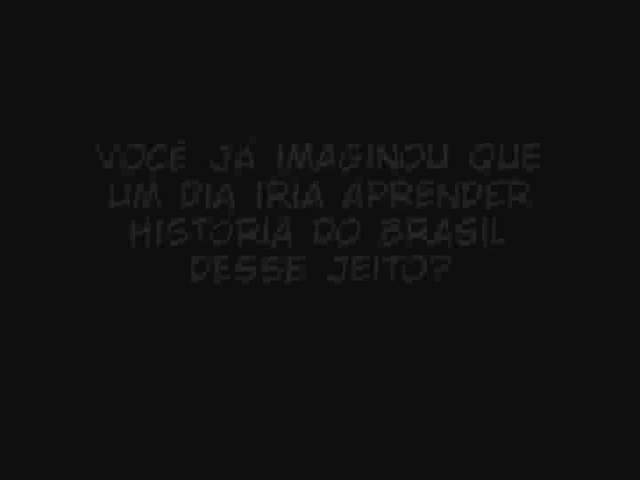 VOCÊ JÁ IMAGINOU QUE
UM DIA IRIA APRENDER
HISTÓRIA DO BRASIL
DESSE JEITO?